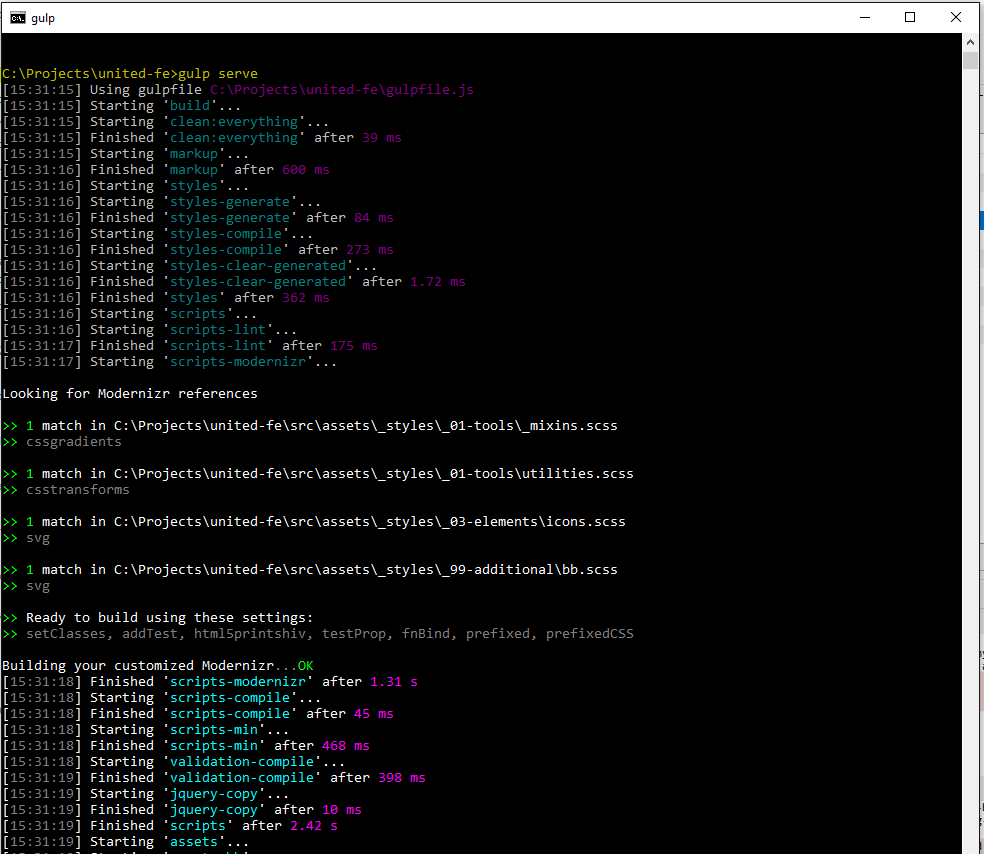 gulp
C:\Projects\united-fe>gulp serve
[15:31:15] Using gulpfile C:\Projects\united-fe\gulpfile.js
[15:31:15] Starting 'build'...
[15:31:15] Starting 'clean:everything'...
[15:31:15] Finished 'clean:everything' after 39 ms
[15:31:15] Starting 'markup'...
[15:31:16] Finished 'markup' after 600 ms
[15:31:16] Starting 'styles'...
[15:31:16] Starting 'styles-generate'...
[15:31:16] Finished 'styles-generate' after 84 ms
[15:31:16] Starting 'styles-compile'...
[15:31:16] Finished 'styles-compile' after 273 ms
[15:31:16] Starting 'styles-clear-generated'...
[15:31:16] Finished 'styles-clear-generated' after 1.72 ms
[15:31:16] Finished 'styles' after 362 ms
[15:31:16] Starting 'scripts'...
[15:31:16] Starting 'scripts-lint'...
[15:31:17] Finished 'scripts-lint' after 175 ms
[15:31:17] Starting 'scripts-modernizr'...
Looking for Modernizr references
>> 1 match in C:\Projects\united-fe\src\assets\_styles\_01-tools\_mixins.scss
>> cssgradients
>> 1 match in C:\Projects\united-fe\src\assets\_styles\_01-tools\utilities.scss
>> csstransforms
>> 1 match in C:\Projects\united-fe\src\assets\_styles\_03-elements\icons.scss
>> svg
>> 1 match in C:\Projects\united-fe\src\assets\_styles\_99-additional\bb.scss
>> svg
>> Ready to build using these settings:
>> setClasses, addTest, html5printshiv, testProp, fnBind, prefixed, prefixedCSS
Building your customized Modernizr...OK
[15:31:18] Finished 'scripts-modernizr' after 1.31 s
[15:31:18] Starting 'scripts-compile'...
[15:31:18] Finished 'scripts-compile' after 45 ms
[15:31:18] Starting 'scripts-min'...
[15:31:18] Finished 'scripts-min' after 468 ms
[15:31:18] Starting 'validation-compile'...
[15:31:19] Finished 'validation-compile' after 398 ms
[15:31:19] Starting 'jquery-copy'...
[15:31:19] Finished 'jquery-copy' after 10 ms
[15:31:19] Finished 'scripts' after 2.42 s
[15:31:19] Starting 'assets'...